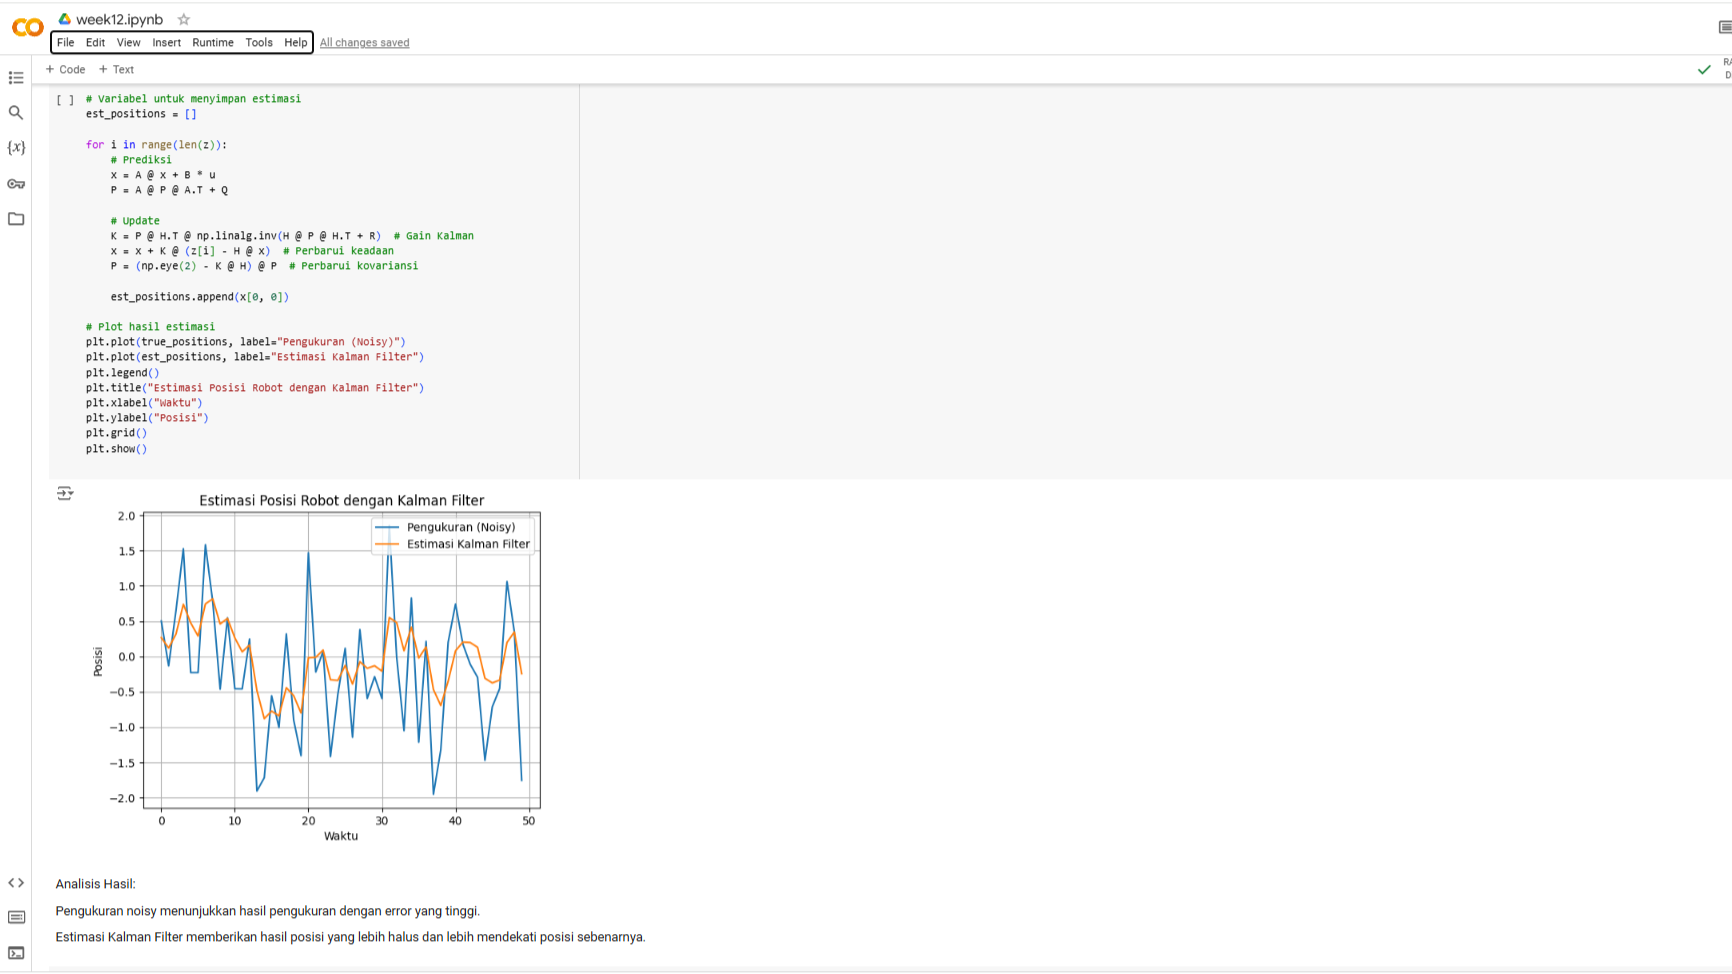 week12.ipynb
File Edit View Insert Runtime Tools Help All changes saved
+ Code + Text
[ ] # Variabel untuk menyimpan estimasi
est_positions = []
for i in range(len(z)):
# Prediksi
x = A @ x + B * u
P = A @ P @ A.T + Q
# Update
K = P @ H.T @ np.linalg.inv(H @ P @ H.T + R) # Gain Kalman
x = x + K @ (z[i] - H @ x) # Perbarui keadaan
P = (np.eye(2) - K @ H) @ P # Perbarui kovariansi
est_positions.append(x[0, 0])
# Plot hasil estimasi
plt.plot(true_positions, label="Pengukuran (Noisy)")
plt.plot(est_positions, label="Estimasi Kalman Filter")
plt.legend()
plt.title("Estimasi Posisi Robot dengan Kalman Filter")
plt.xlabel("Waktu")
plt.ylabel("Posisi")
plt.grid()
plt.show()
Estimasi Posisi Robot dengan Kalman Filter
Pengukuran (Noisy)
Estimasi Kalman Filter
2.0
1.5
1.0
0.5
0.0
−0.5
−1.0
−1.5
−2.0
Posisi
0 10 20 30 40 50
Waktu
Analisis Hasil:
Pengukuran noisy menunjukkan hasil pengukuran dengan error yang tinggi.
Estimasi Kalman Filter memberikan hasil posisi yang lebih halus dan lebih mendekati posisi sebenarnya.